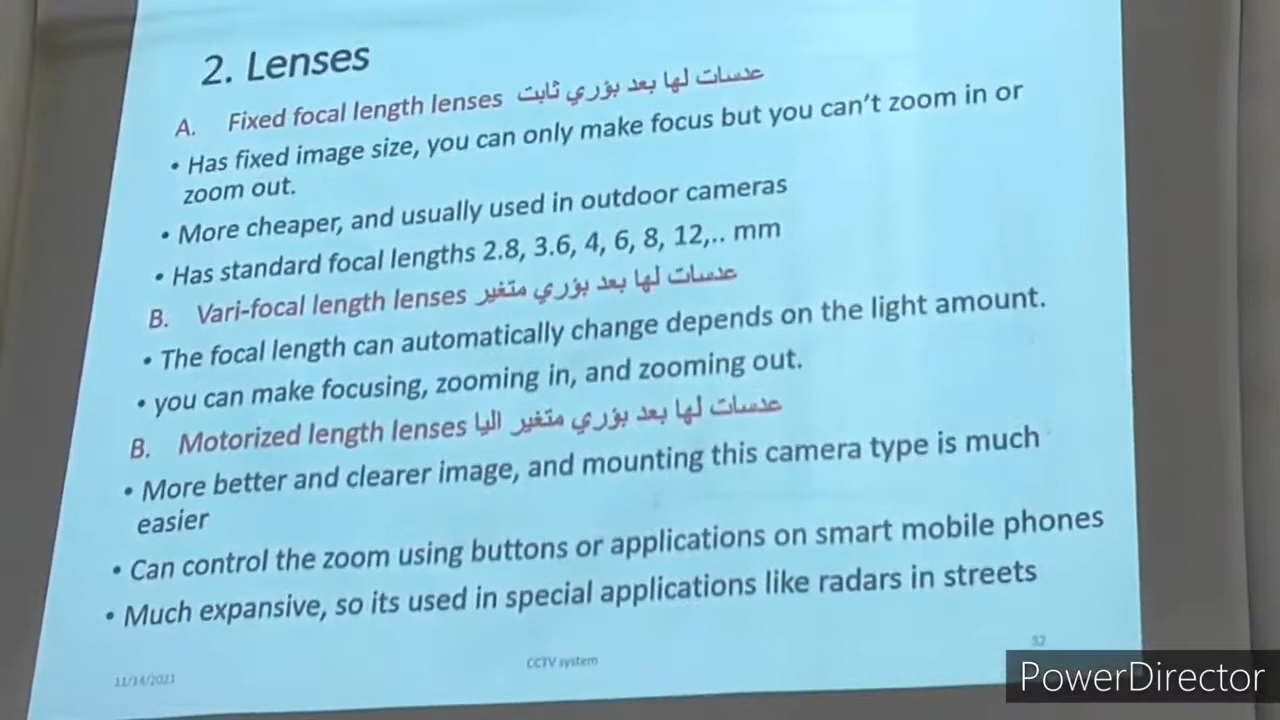 2. Lenses
A. Fixed focal length lenses عدسات لها بعد بؤري ثابت
• Has fixed image size, you can only make focus but you can't zoom in or
zoom out.
• More cheaper, and usually used in outdoor cameras
• Has standard focal lengths 2.8, 3.6, 4, 6, 8, 12,.. mm
B. Vari-focal length lenses عدسات لها بعد بؤري متغير
• The focal length can automatically change depends on the light amount.
• you can make focusing, zooming in, and zooming out.
B. Motorized length lenses عدسات لها بعد بؤري متغير اليا
• More better and clearer image, and mounting this camera type is much
easier
• Can control the zoom using buttons or applications on smart mobile phones
• Much expansive, so its used in special applications like radars in streets
11/14/2021 CCTV system 32
PowerDirector